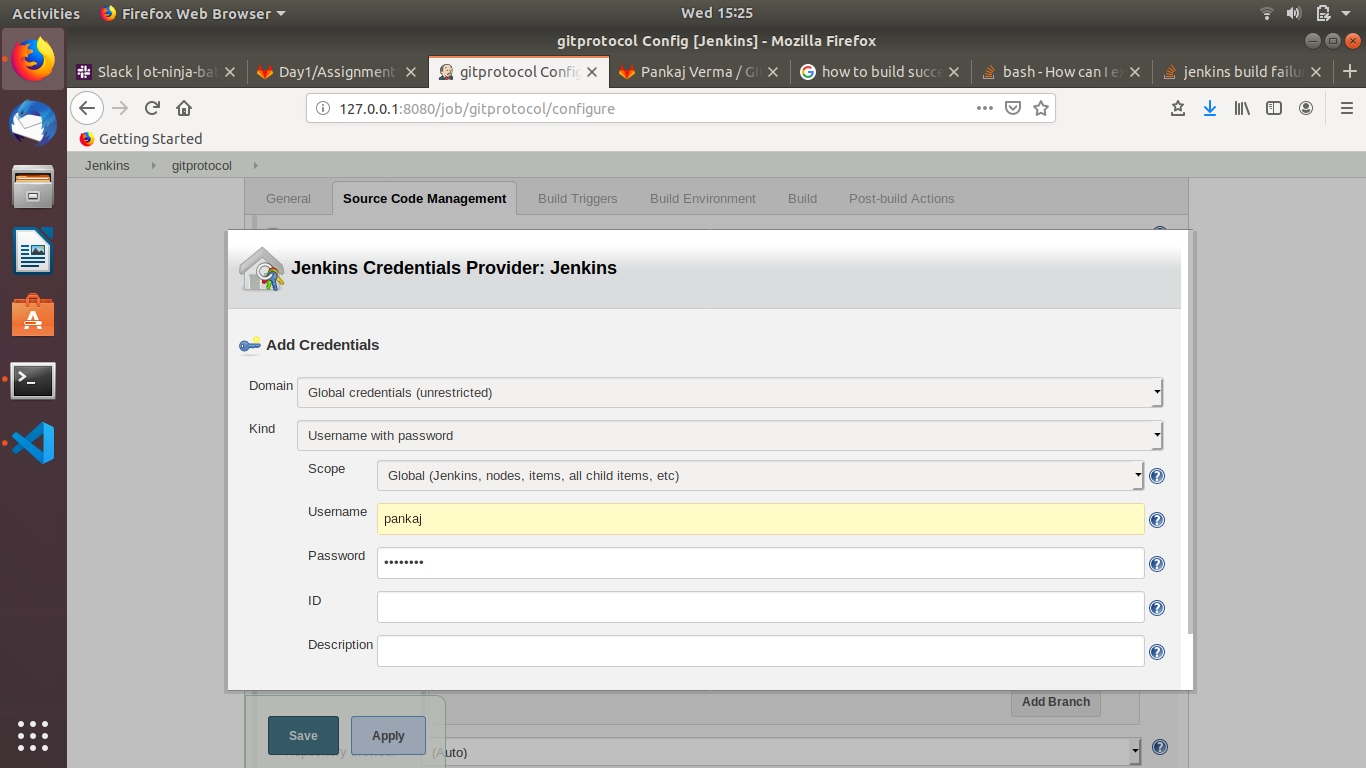 Activities Firefox Web Browser Wed 15:25
gitprotocol Config [Jenkins] - Mozilla Firefox
Slack | ot-ninja-bat Day1/Assignment gitprotocol Config Pankaj Verma / Gi how to build succe bash - How can I e jenkins build failu
127.0.0.1:8080/job/gitprotocol/configure
Getting Started
Jenkins gitprotocol
General Source Code Management Build Triggers Build Environment Build Post-build Actions
Jenkins Credentials Provider: Jenkins
Add Credentials
Domain Global credentials (unrestricted)
Kind Username with password
Scope Global (Jenkins, nodes, items, all child items, etc)
Username pankaj
Password ••••••••
ID
Description
Add Branch
Save Apply
(Auto)